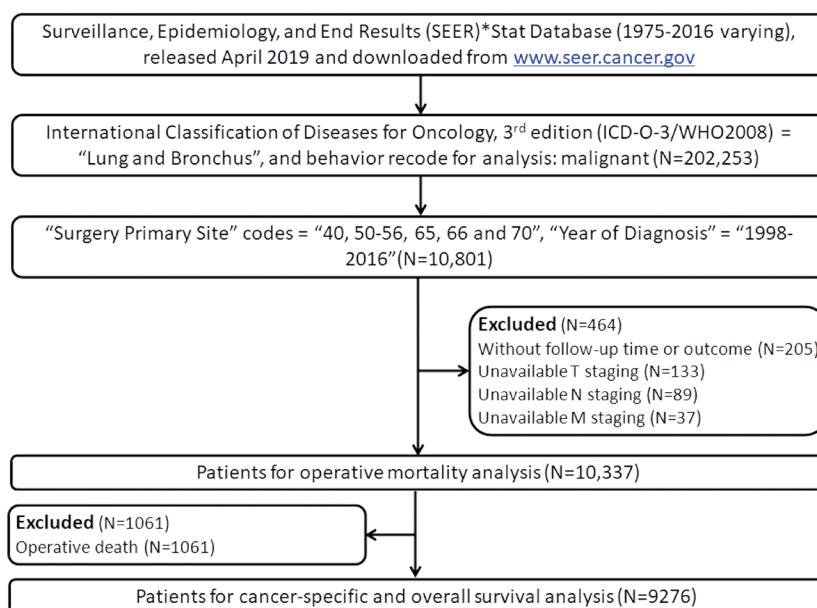 Surveillance, Epidemiology, and End Results (SEER)*Stat Database (1975-2016 varying),
released April 2019 and downloaded from www.seer.cancer.gov
International Classification of Diseases for Oncology, 3rd edition (ICD-O-3/WHO2008) =
“Lung and Bronchus”, and behavior recode for analysis: malignant (N=202,253)
“Surgery Primary Site” codes = “40, 50-56, 65, 66 and 70”, “Year of Diagnosis” = “1998-
2016”(N=10,801)
Excluded (N=464)
Without follow-up time or outcome (N=205)
Unavailable T staging (N=133)
Unavailable N staging (N=89)
Unavailable M staging (N=37)
Patients for operative mortality analysis (N=10,337)
Excluded (N=1061)
Operative death (N=1061)
Patients for cancer-specific and overall survival analysis (N=9276)